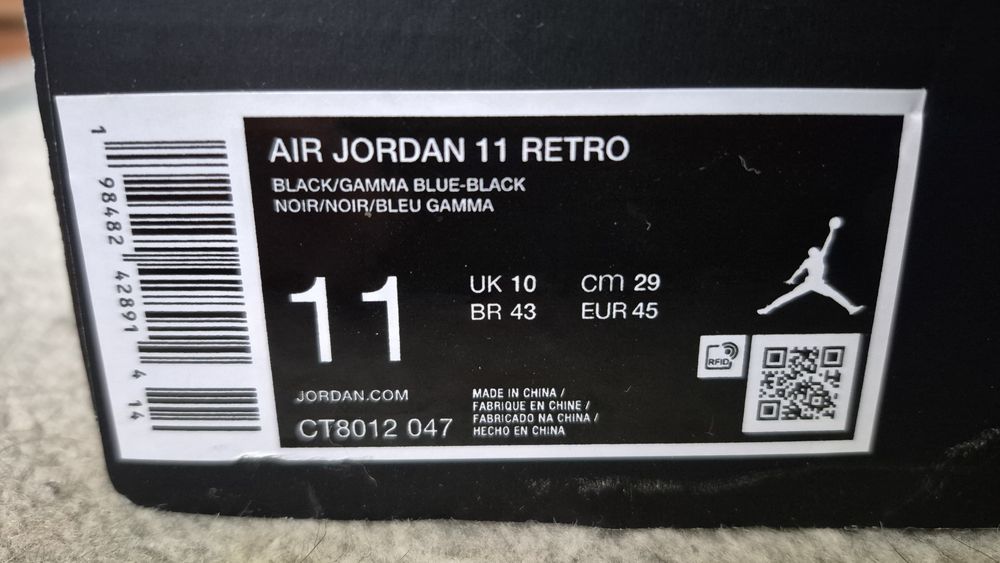 1 98482 42891 4 14
AIR JORDAN 11 RETRO
BLACK/GAMMA BLUE-BLACK
NOIR/NOIR/BLEU GAMMA
11
UK 10 cm 29
BR 43 EUR 45
RFID
JORDAN.COM
CT8012 047
MADE IN CHINA /
FABRIQUE EN CHINE /
FABRICADO NA CHINA /
HECHO EN CHINA